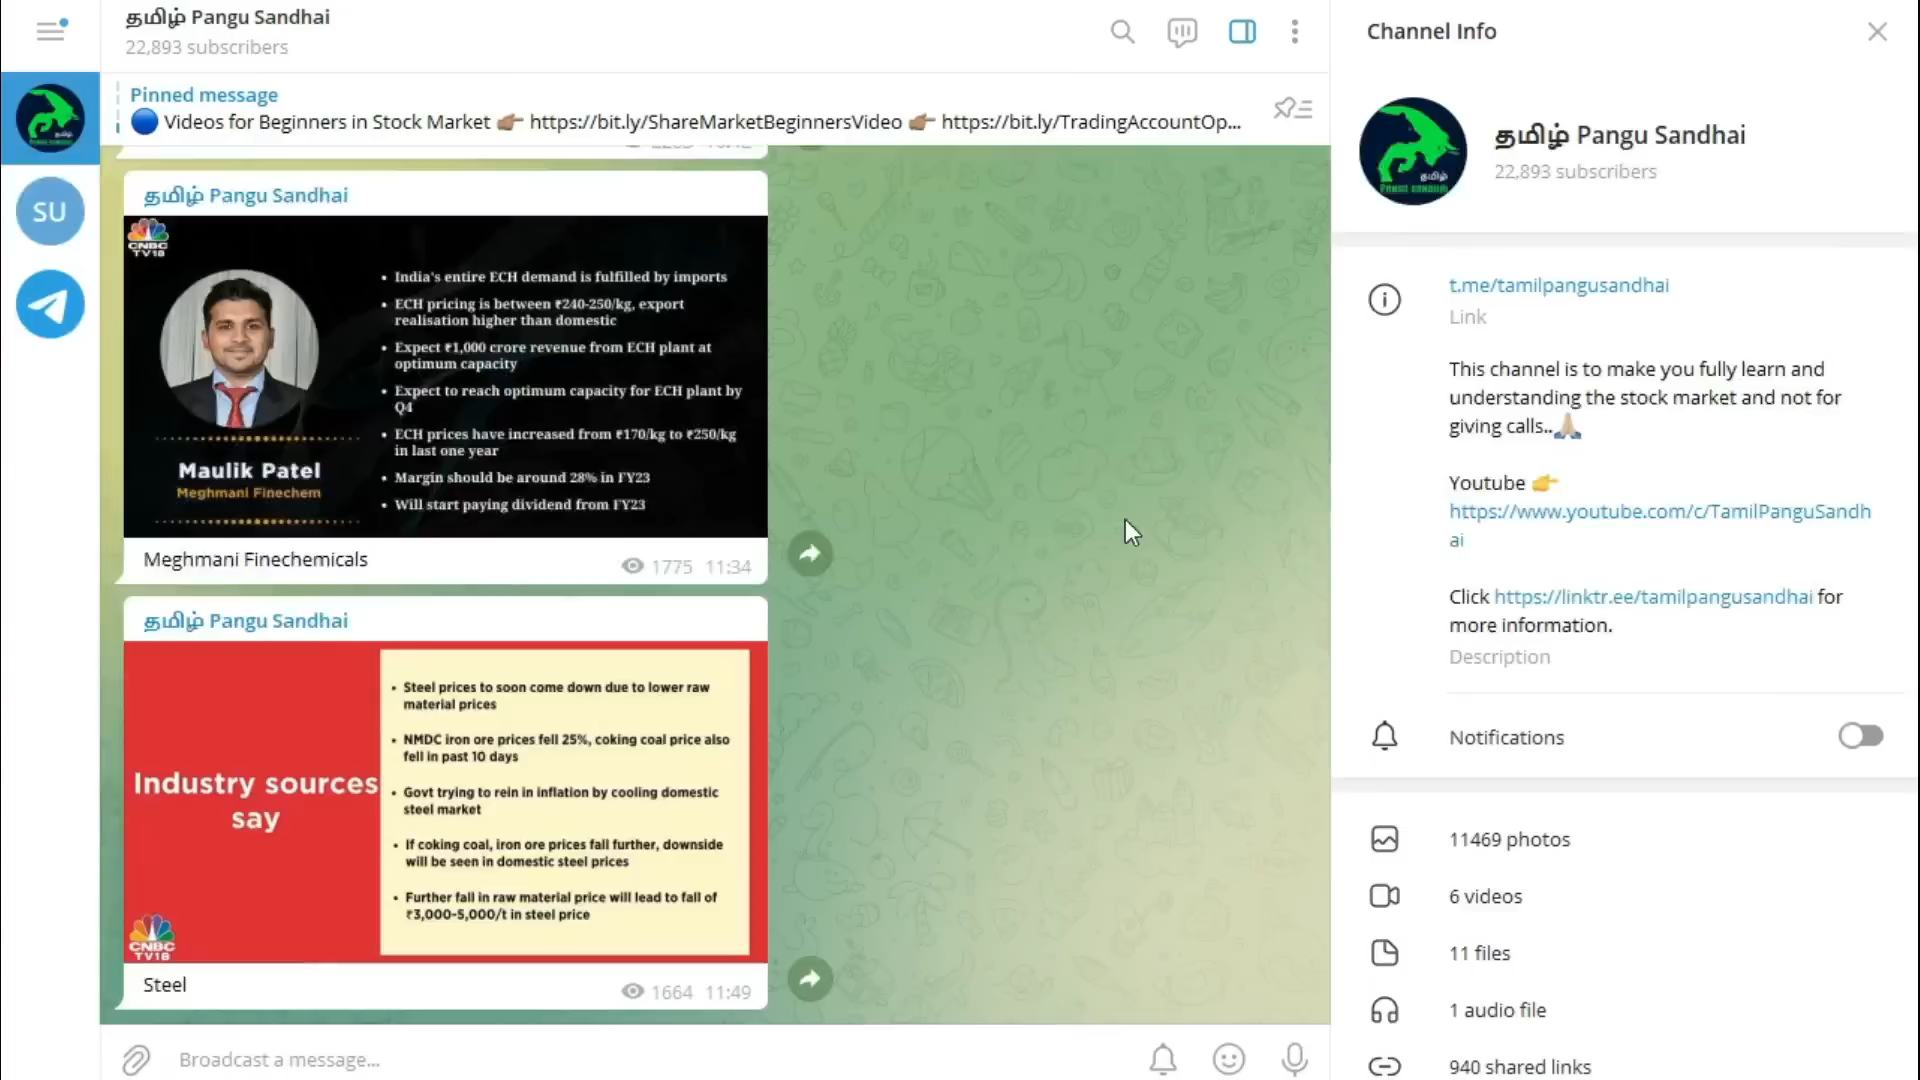 தமிழ் Pangu Sandhai
22,893 subscribers
Pinned message
Videos for Beginners in Stock Market 👉🏽 https://bit.ly/ShareMarketBeginnersVideo 👉🏽 https://bit.ly/TradingAccountOp...
SU
தமிழ் Pangu Sandhai
CNBC
TV18
• India's entire ECH demand is fulfilled by imports
• ECH pricing is between ₹240-250/kg, export
realisation higher than domestic
• Expect ₹1,000 crore revenue from ECH plant at
optimum capacity
• Expect to reach optimum capacity for ECH plant by
Q4
• ECH prices have increased from ₹170/kg to ₹250/kg
in last one year
• Margin should be around 28% in FY23
• Will start paying dividend from FY23
Maulik Patel
Meghmani Finechem
Meghmani Finechemicals
1775 11:34
தமிழ் Pangu Sandhai
Industry sources
say
• Steel prices to soon come down due to lower raw
material prices
• NMDC iron ore prices fell 25%, coking coal price also
fell in past 10 days
• Govt trying to rein in inflation by cooling domestic
steel market
• If coking coal, iron ore prices fall further, downside
will be seen in domestic steel prices
• Further fall in raw material price will lead to fall of
₹3,000-5,000/t in steel price
CNBC
TV18
Steel
1664 11:49
Broadcast a message...
Channel Info
தமிழ் Pangu Sandhai
22,893 subscribers
தமிழ்
PANGU SANDHAI
t.me/tamilpangusandhai
Link
This channel is to make you fully learn and
understanding the stock market and not for
giving calls..🙏🏼
Youtube 👉
https://www.youtube.com/c/TamilPanguSandh
ai
Click https://linktr.ee/tamilpangusandhai for
more information.
Description
Notifications
11469 photos
6 videos
11 files
1 audio file
940 shared links